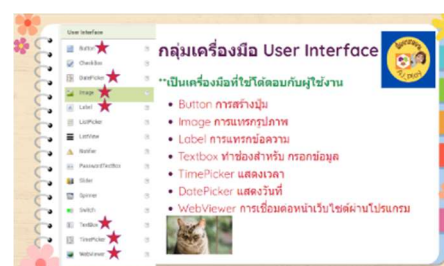 User Interface
Button
CheckBox
DatePicker
Image
Label
ListPicker
ListView
Notifier
PasswordTextBox
Slider
Spinner
Switch
TextBox
TimePicker
WebViewer
กลุ่มเครื่องมือ User Interface
**เป็นเครื่องมือที่ใช้โต้ตอบกับผู้ใช้งาน
• Button การสร้างปุ่ม
• Image การแทรกรูปภาพ
• Label การแทรกข้อความ
• Textbox ทำช่องสำหรับ กรอกข้อมูล
• TimePicker แสดงเวลา
• DatePicker แสดงวันที่
• WebViewer การเชื่อมต่อหน้าเว็บไซต์ผ่านโปรแกรม